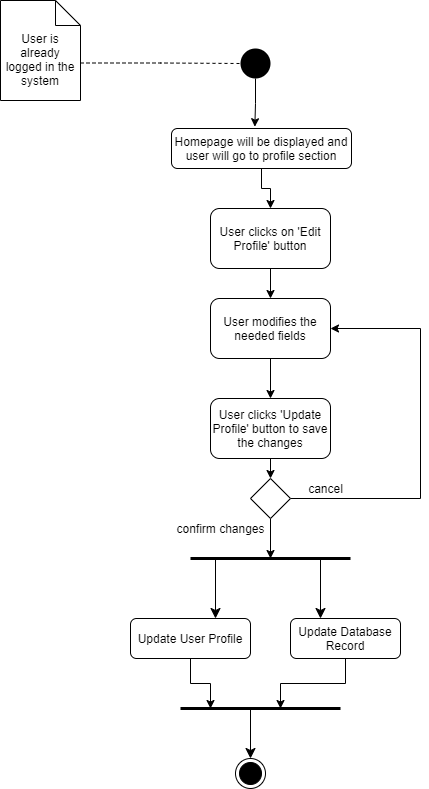 User is
already
logged in the
system
Homepage will be displayed and
user will go to profile section
User clicks on 'Edit
Profile' button
User modifies the
needed fields
User clicks 'Update
Profile' button to save
the changes
cancel
confirm changes
Update User Profile
Update Database
Record